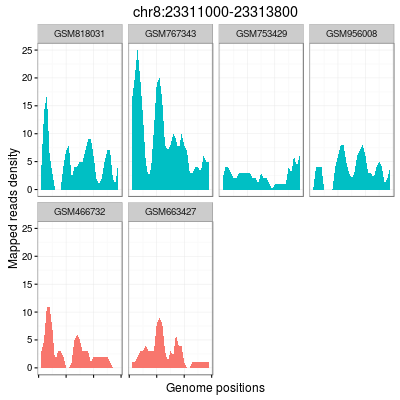 chr8:23311000-23313800
GSM818031 GSM767343 GSM753429 GSM956008
25
20
15
10
5
0
Mapped reads density
GSM466732 GSM663427
25
20
15
10
5
0
Genome positions